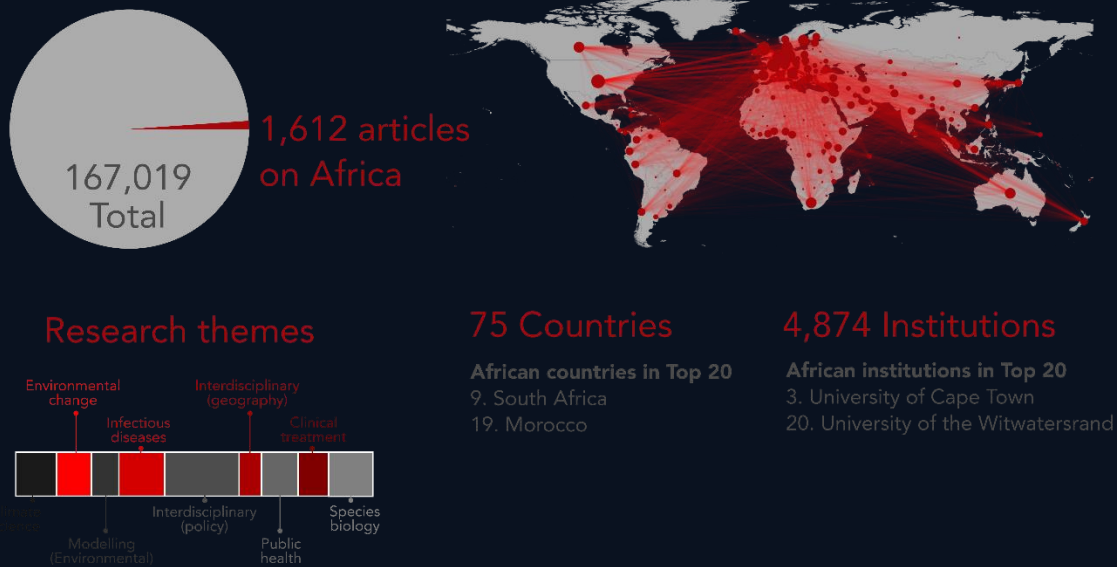 167,019
Total
1,612 articles
on Africa
Research themes
Environmental
change
Interdisciplinary
(geography)
Infectious
diseases
Clinical
treatment
Interdisciplinary
(policy)
Species
biology
Modelling
(Environmental)
Public
health
75 Countries
African countries in Top 20
9. South Africa
19. Morocco
4,874 Institutions
African institutions in Top 20
3. University of Cape Town
20. University of the Witwatersrand